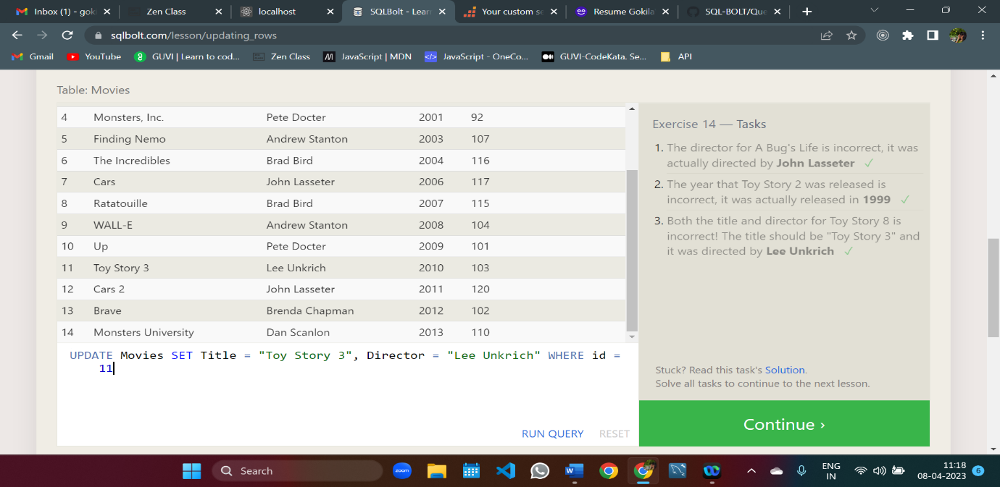 Inbox (1) - gok
Zen Class
localhost
SQLBolt - Lear
Your custom s
Resume Gokila
SQL-BOLT/Que
sqlbolt.com/lesson/updating_rows
Gmail
YouTube
GUVI | Learn to cod...
Zen Class
JavaScript | MDN
JavaScript - OneCo...
GUVI-CodeKata. Se...
API
Table: Movies
4 Monsters, Inc. Pete Docter 2001 92
5 Finding Nemo Andrew Stanton 2003 107
6 The Incredibles Brad Bird 2004 116
7 Cars John Lasseter 2006 117
8 Ratatouille Brad Bird 2007 115
9 WALL-E Andrew Stanton 2008 104
10 Up Pete Docter 2009 101
11 Toy Story 3 Lee Unkrich 2010 103
12 Cars 2 John Lasseter 2011 120
13 Brave Brenda Chapman 2012 102
14 Monsters University Dan Scanlon 2013 110
UPDATE Movies SET Title = "Toy Story 3", Director = "Lee Unkrich" WHERE id =
11
RUN QUERY RESET
Exercise 14 — Tasks
1. The director for A Bug's Life is incorrect, it was
actually directed by John Lasseter ✓
2. The year that Toy Story 2 was released is
incorrect, it was actually released in 1999 ✓
3. Both the title and director for Toy Story 8 is
incorrect! The title should be "Toy Story 3" and
it was directed by Lee Unkrich ✓
Stuck? Read this task's Solution.
Solve all tasks to continue to the next lesson.
Continue ›
Search
zoom
ENG
IN
11:18
08-04-2023
6